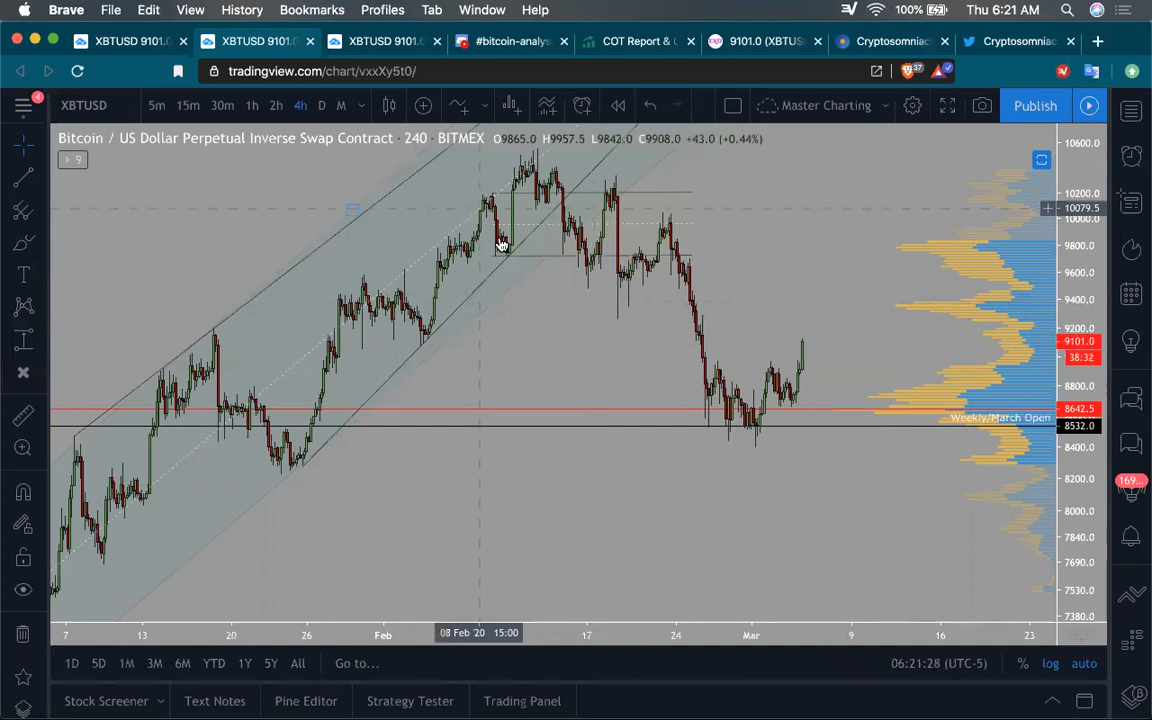 Brave File Edit View History Bookmarks Profiles Tab Window Help 100% Thu 6:21 AM
XBTUSD 9101.0 XBTUSD 9101.0 XBTUSD 9101. #bitcoin-analys COT Report & U 9101.0 (XBTUS Cryptosomniac Cryptosomniac
tradingview.com/chart/vxxXy5t0/ 37
4 XBTUSD 5m 15m 30m 1h 2h 4h D M Master Charting Publish
Bitcoin / US Dollar Perpetual Inverse Swap Contract · 240 · BITMEX O9865.0 H9957.5 L9842.0 C9908.0 +43.0 (+0.44%)
9
10600.0
10200.0
10079.5
10000.0
9800.0
9600.0
9400.0
9200.0
9101.0
38:32
8800.0
8642.5
Weekly/March Open
8532.0
8400.0
169
8200.0
8000.0
7840.0
7690.0
7530.0
7380.0
7 13 20 26 Feb 08 Feb '20 15:00 17 24 Mar 9 16 23
1D 5D 1M 3M 6M YTD 1Y 5Y All Go to... 06:21:28 (UTC-5) % log auto
Stock Screener Text Notes Pine Editor Strategy Tester Trading Panel